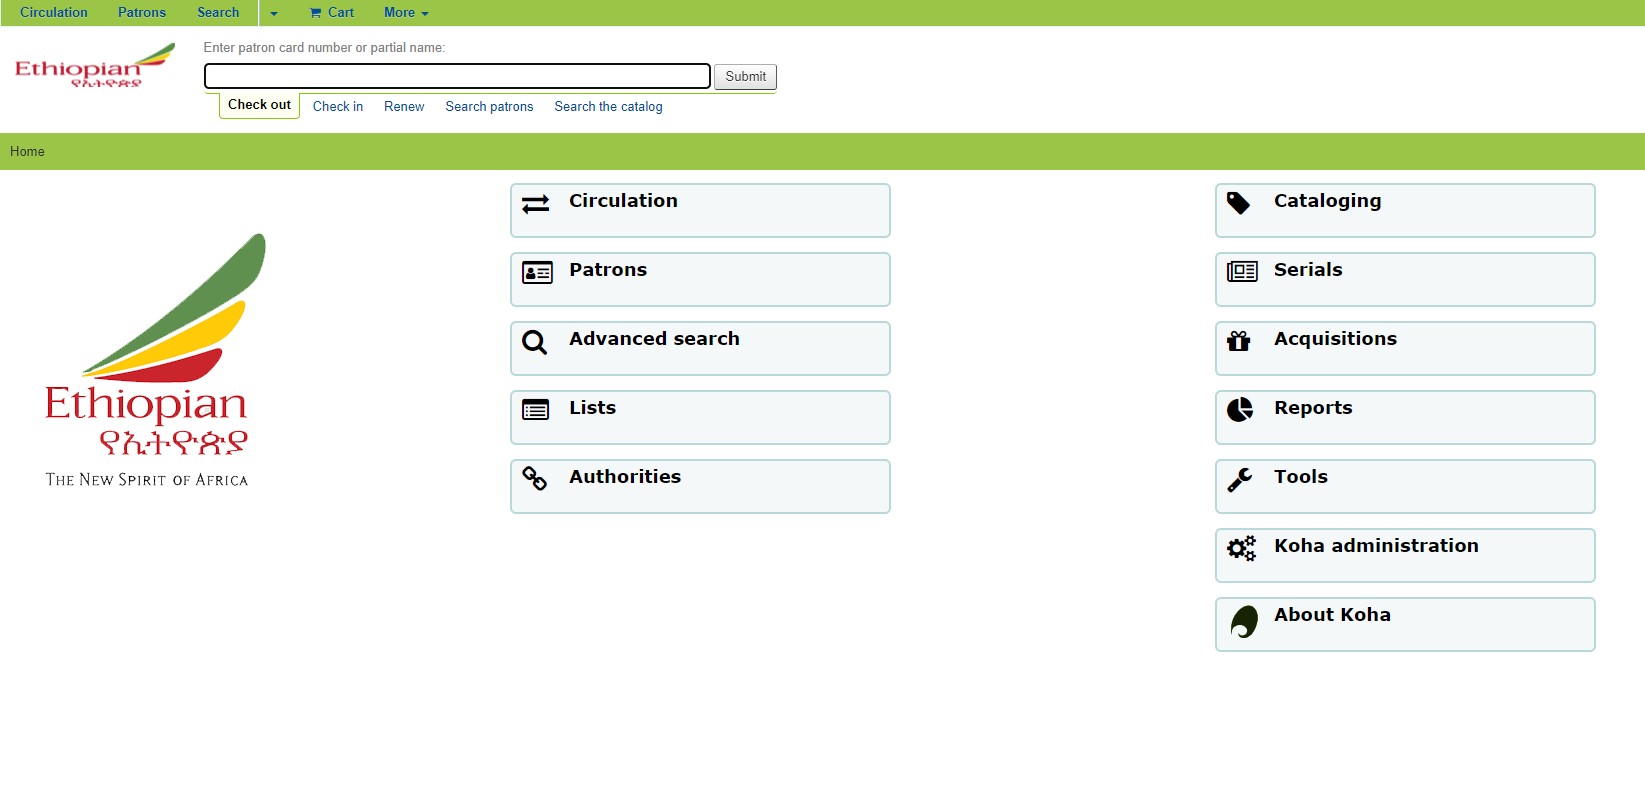 Circulation Patrons Search Cart More
Enter patron card number or partial name:
Ethiopian
የኢትዮጵያ
Submit
Check out Check in Renew Search patrons Search the catalog
Home
Ethiopian
የኢትዮጵያ
THE NEW SPIRIT OF AFRICA
Circulation
Patrons
Advanced search
Lists
Authorities
Cataloging
Serials
Acquisitions
Reports
Tools
Koha administration
About Koha